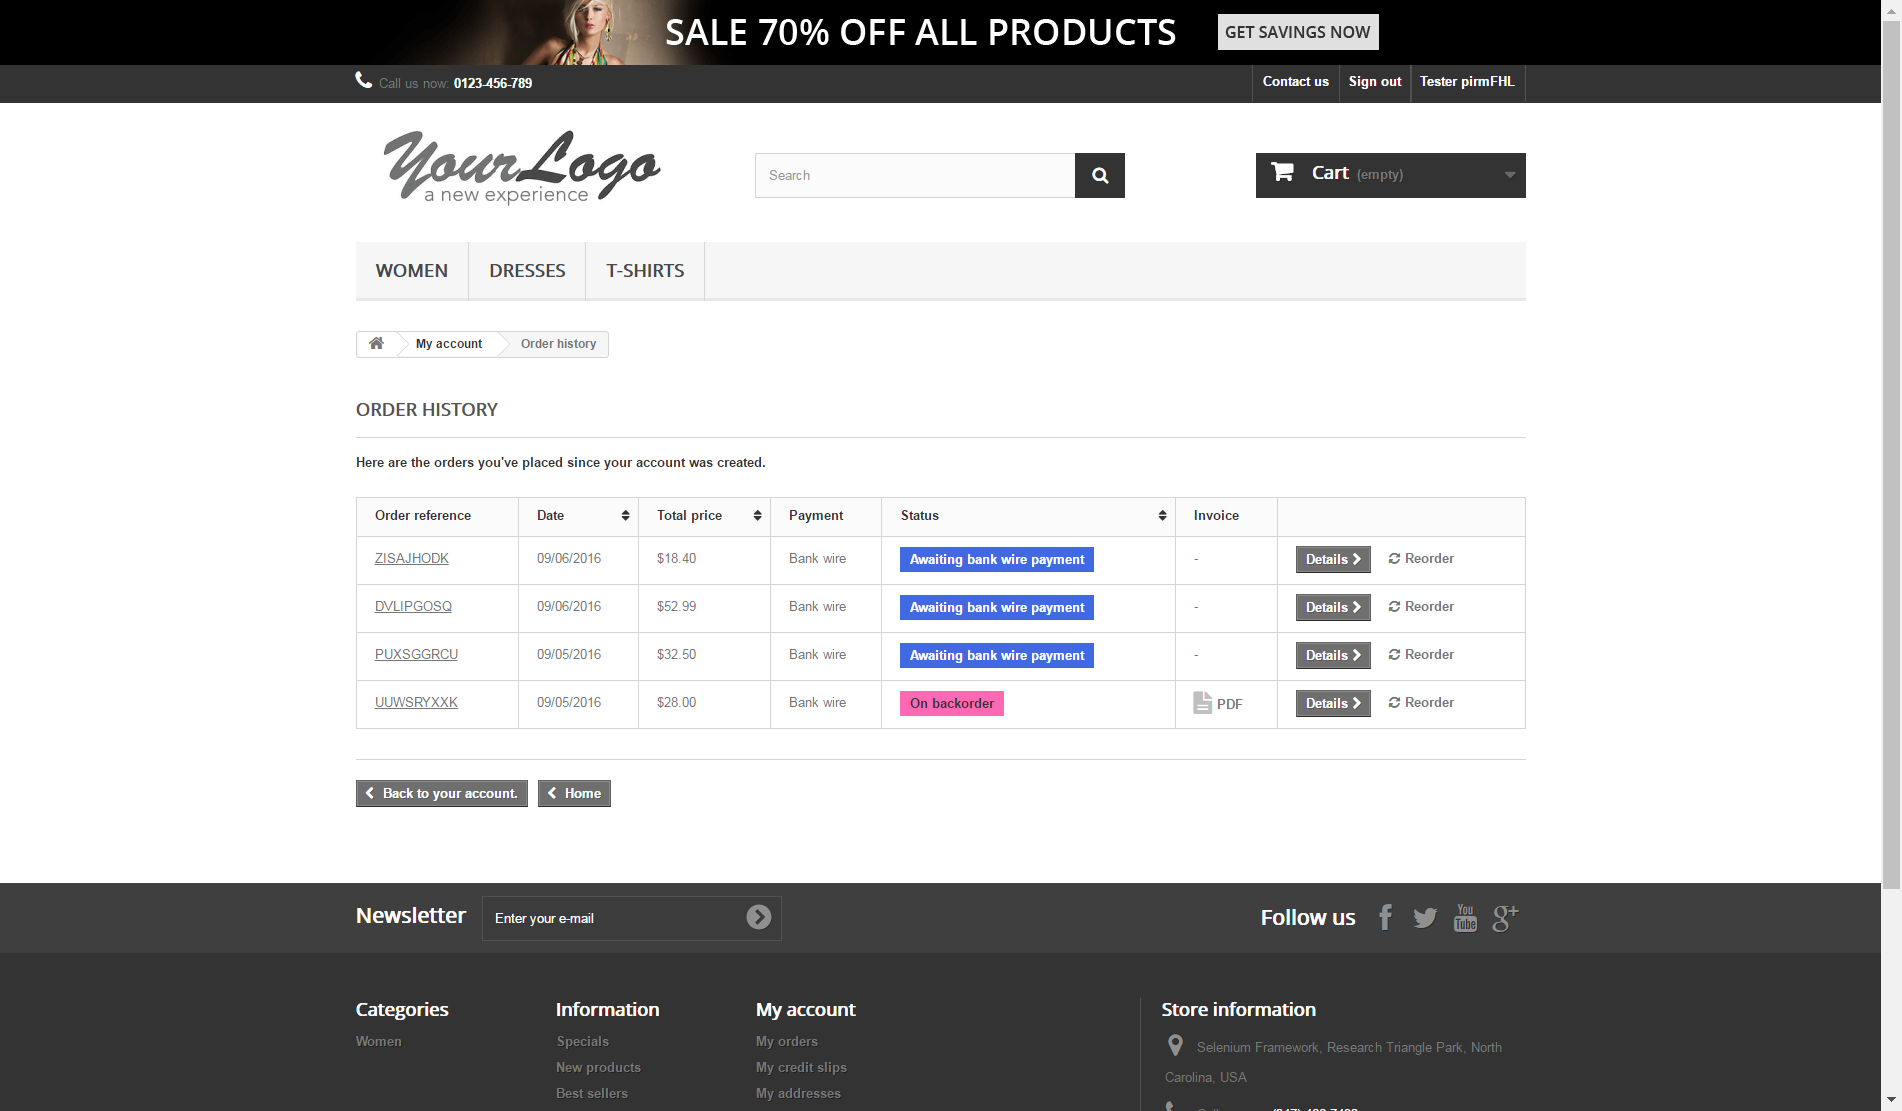 SALE 70% OFF ALL PRODUCTS GET SAVINGS NOW
Call us now: 0123-456-789 Contact us Sign out Tester pirmFHL
YourLogo
a new experience
Search
Cart (empty)
WOMEN DRESSES T-SHIRTS
My account Order history
ORDER HISTORY
Here are the orders you've placed since your account was created.
Order reference Date Total price Payment Status Invoice
ZISAJHODK 09/06/2016 $18.40 Bank wire Awaiting bank wire payment - Details Reorder
DVLIPGOSQ 09/06/2016 $52.99 Bank wire Awaiting bank wire payment - Details Reorder
PUXSGGRCU 09/05/2016 $32.50 Bank wire Awaiting bank wire payment - Details Reorder
UUWSRYXXK 09/05/2016 $28.00 Bank wire On backorder PDF Details Reorder
Back to your account. Home
Newsletter Enter your e-mail Follow us
You
Tube
Categories Information My account Store information
Women Specials My orders
Selenium Framework, Research Triangle Park, North
New products My credit slips
Carolina, USA
Best sellers My addresses